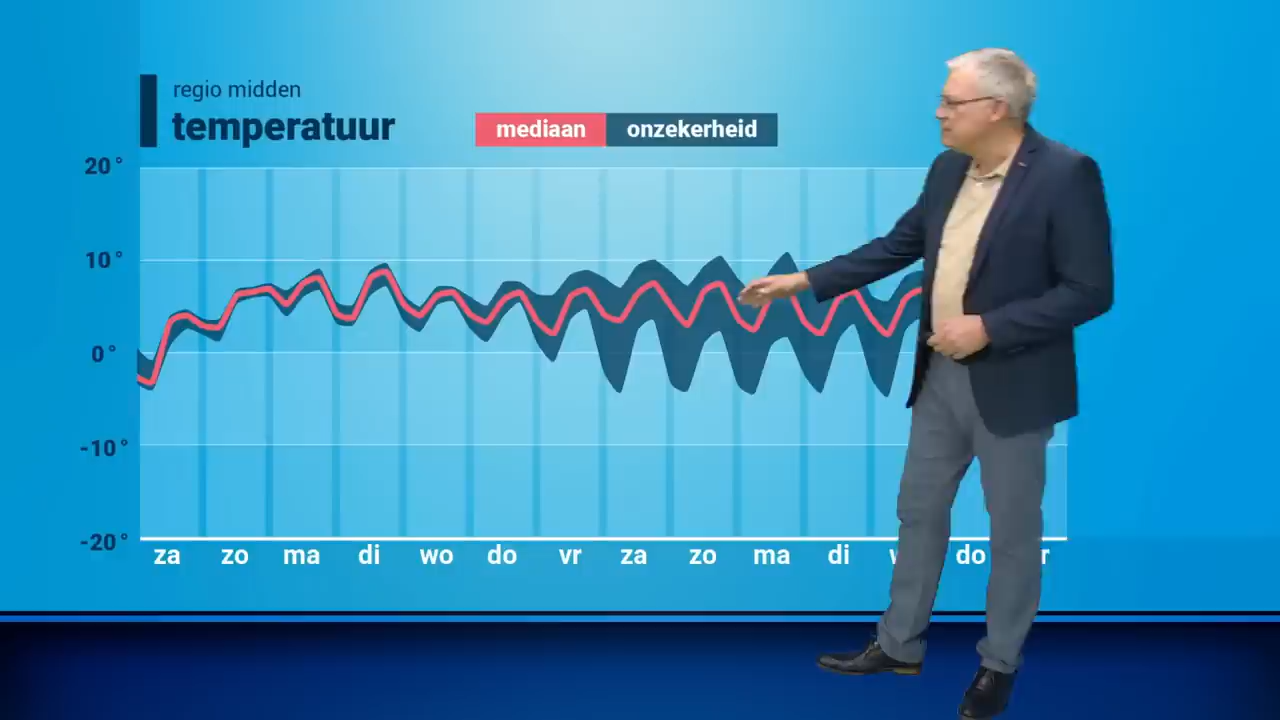 regio midden
temperatuur
mediaan onzekerheid
20°
10°
0°
-10°
-20°
za zo ma di wo do vr za zo ma di do